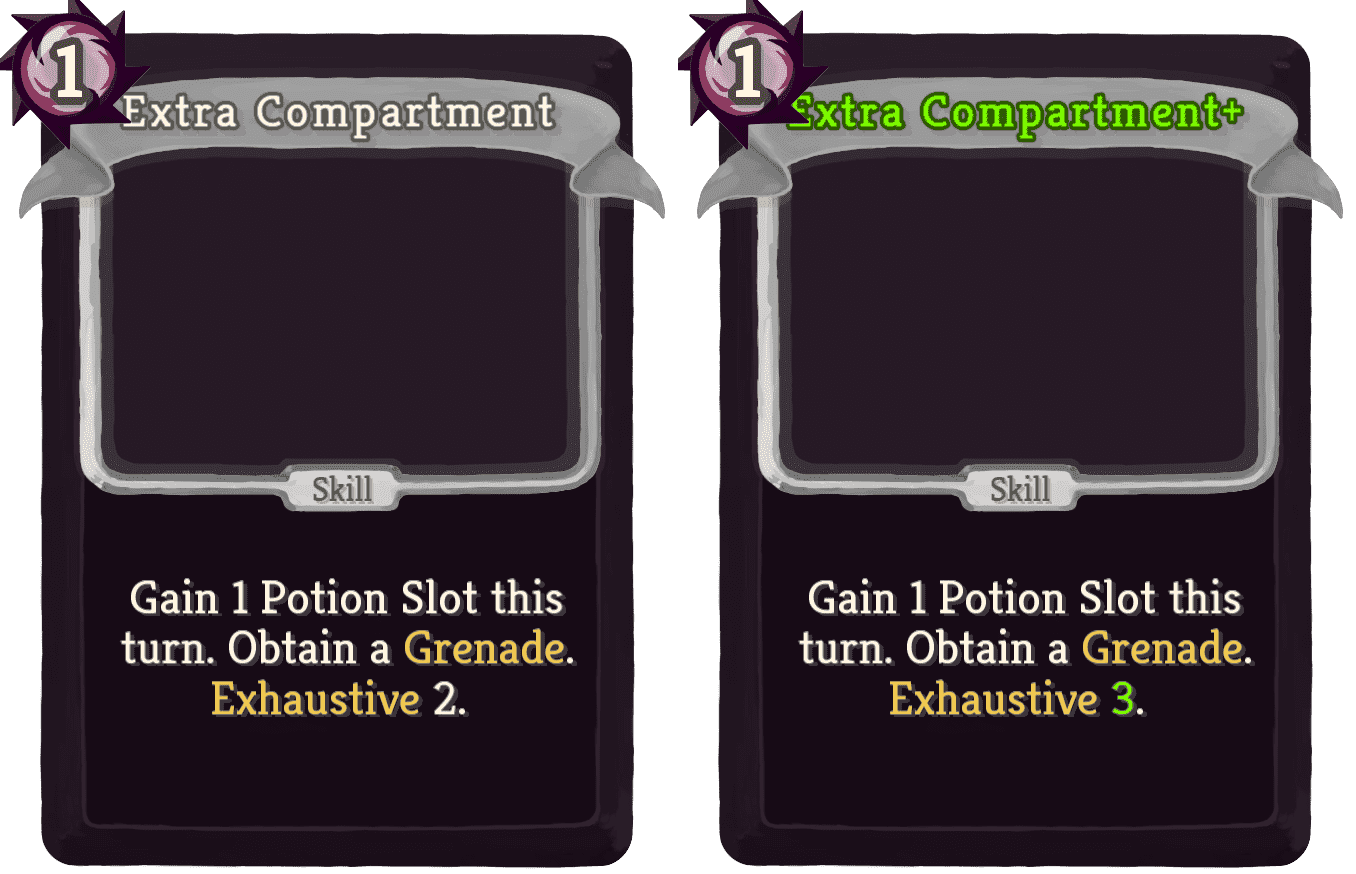 1
Extra Compartment
Skill
Gain 1 Potion Slot this
turn. Obtain a Grenade.
Exhaustive 2.
1
Extra Compartment+
Skill
Gain 1 Potion Slot this
turn. Obtain a Grenade.
Exhaustive 3.